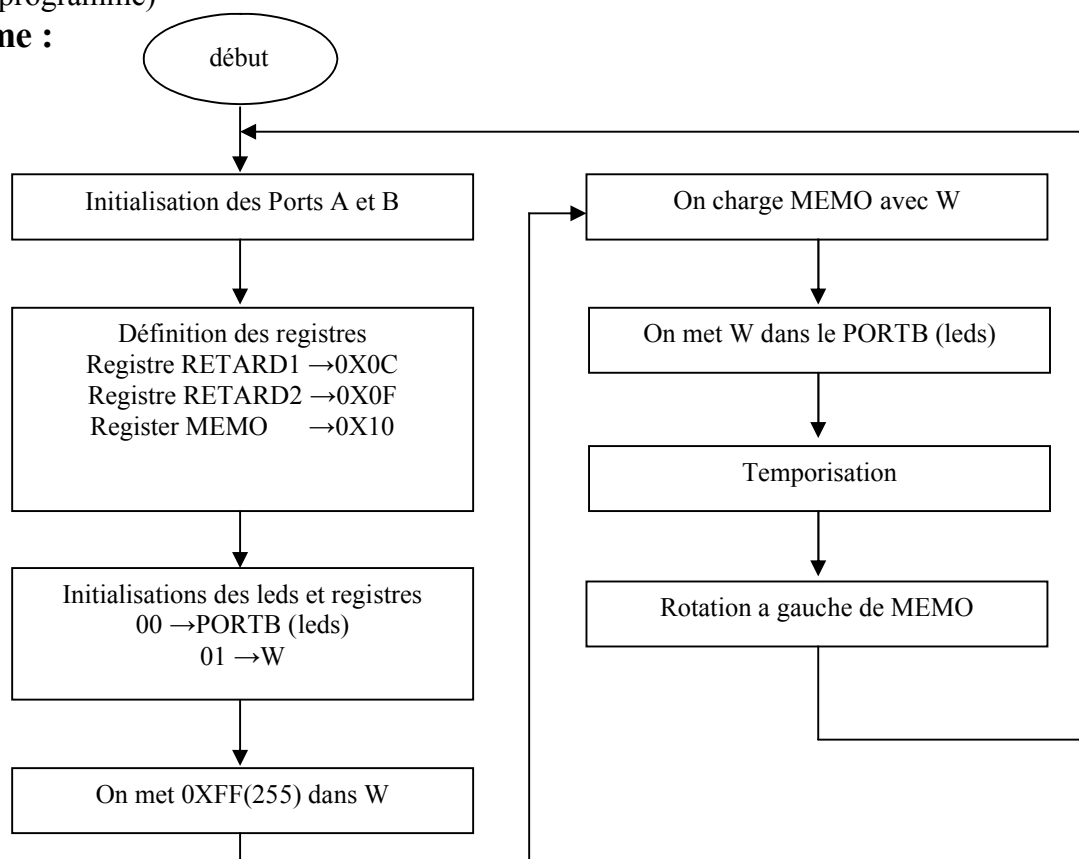 programme)
me :
début
Initialisation des Ports A et B
Définition des registres
Registre RETARD1 →0X0C
Registre RETARD2 →0X0F
Register MEMO →0X10
Initialisations des leds et registres
00 →PORTB (leds)
01 →W
On met 0XFF(255) dans W
On charge MEMO avec W
On met W dans le PORTB (leds)
Temporisation
Rotation a gauche de MEMO